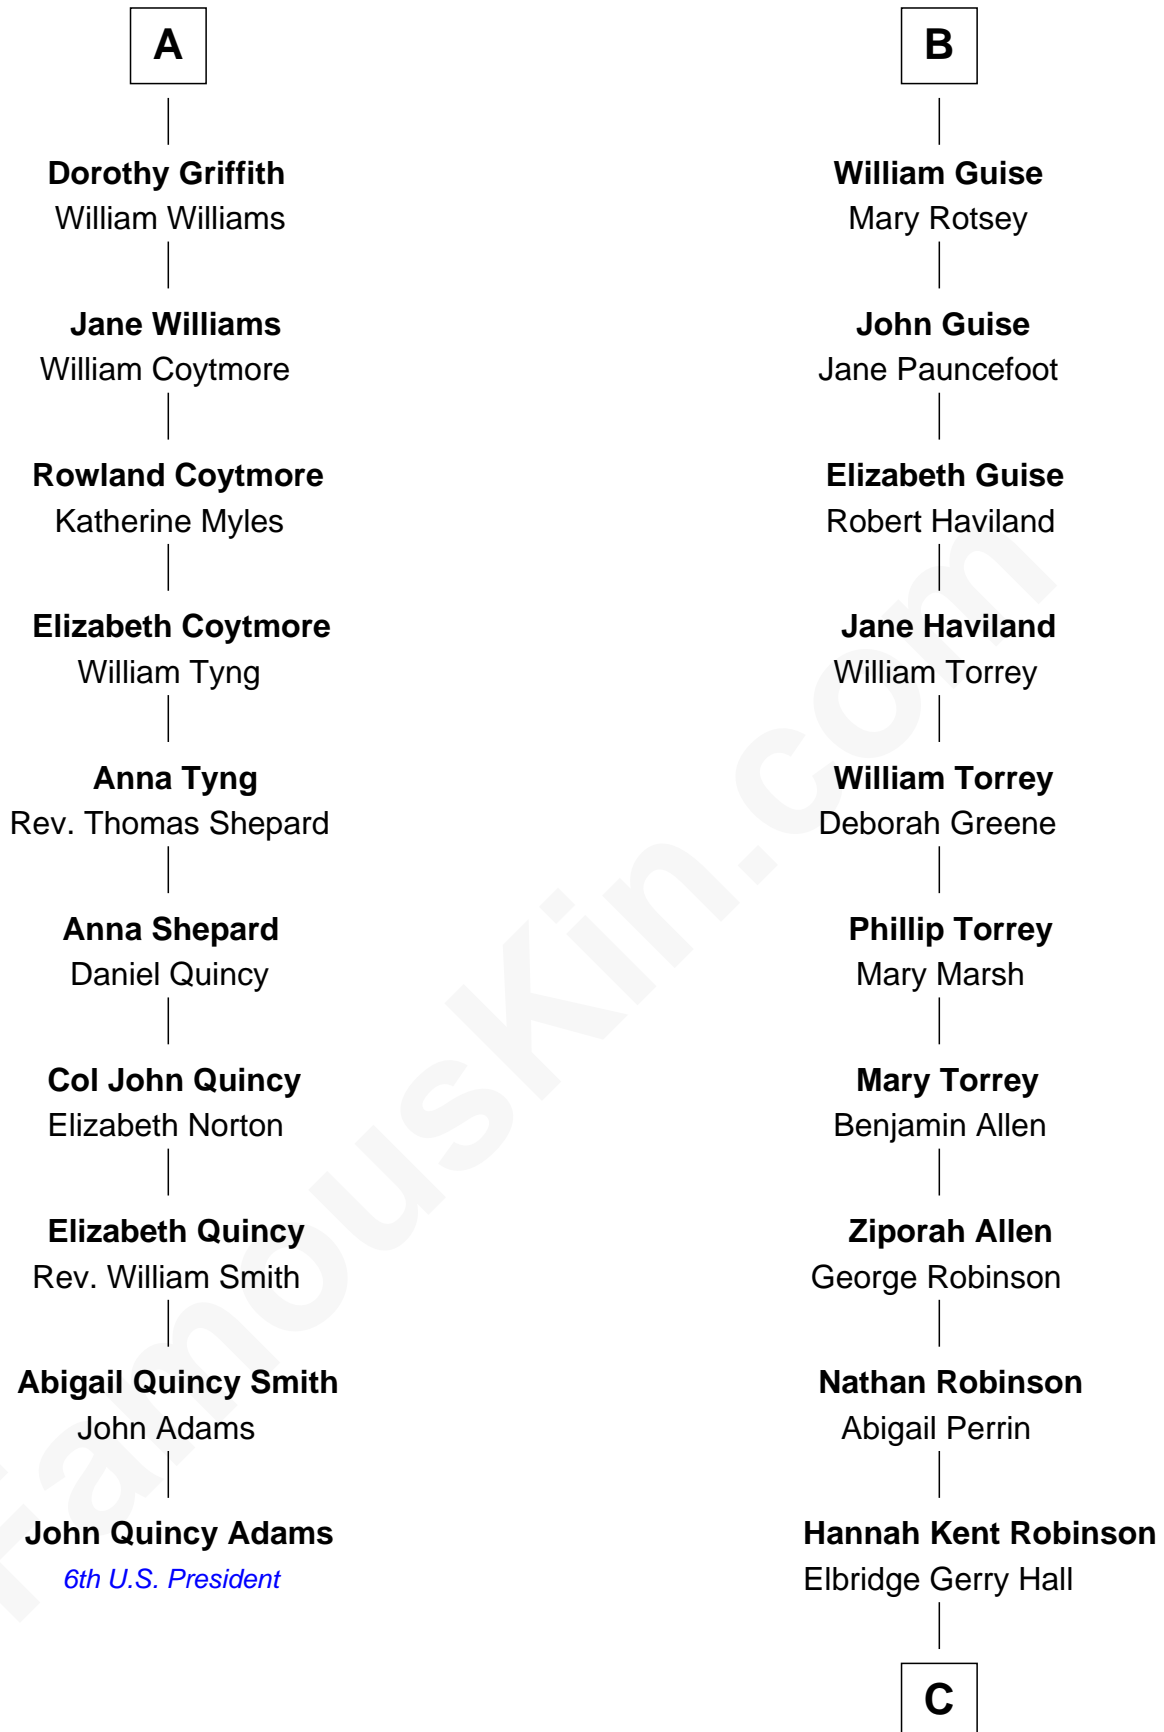 A
Dorothy Griffith
William Williams
Jane Williams
William Coytmore
Rowland Coytmore
Katherine Myles
Elizabeth Coytmore
William Tyng
Anna Tyng
Rev. Thomas Shepard
Anna Shepard
Daniel Quincy
Col John Quincy
Elizabeth Norton
Elizabeth Quincy
Rev. William Smith
Abigail Quincy Smith
John Adams
John Quincy Adams
6th U.S. President
B
William Guise
Mary Rotsey
John Guise
Jane Pauncefoot
Elizabeth Guise
Robert Haviland
Jane Haviland
William Torrey
William Torrey
Deborah Greene
Phillip Torrey
Mary Marsh
Mary Torrey
Benjamin Allen
Ziporah Allen
George Robinson
Nathan Robinson
Abigail Perrin
Hannah Kent Robinson
Elbridge Gerry Hall
C
FamousKin.com